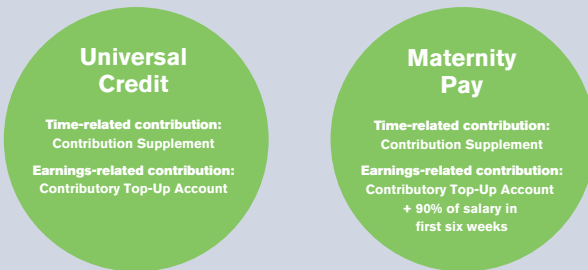 Universal
Credit
Time-related contribution:
Contribution Supplement
Earnings-related contribution:
Contributory Top-Up Account
Maternity
Pay
Time-related contribution:
Contribution Supplement
Earnings-related contribution:
Contributory Top-Up Account
+ 90% of salary in
first six weeks